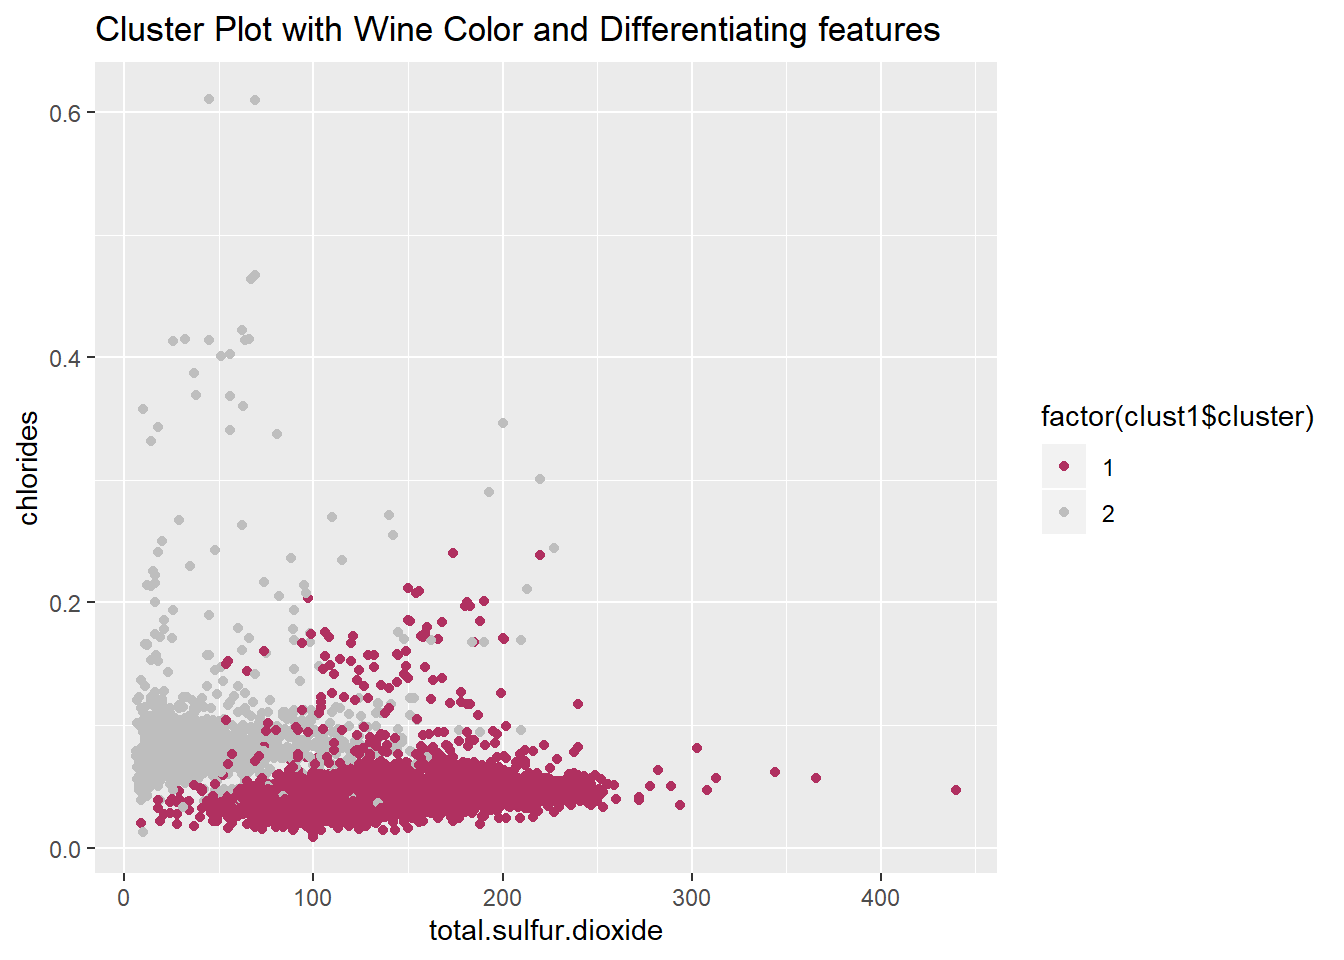 Cluster Plot with Wine Color and Differentiating features
0.6
0.4
0.2
0.0
chlorides
0 100 200 300 400
total.sulfur.dioxide
factor(clust1$cluster)
1
2